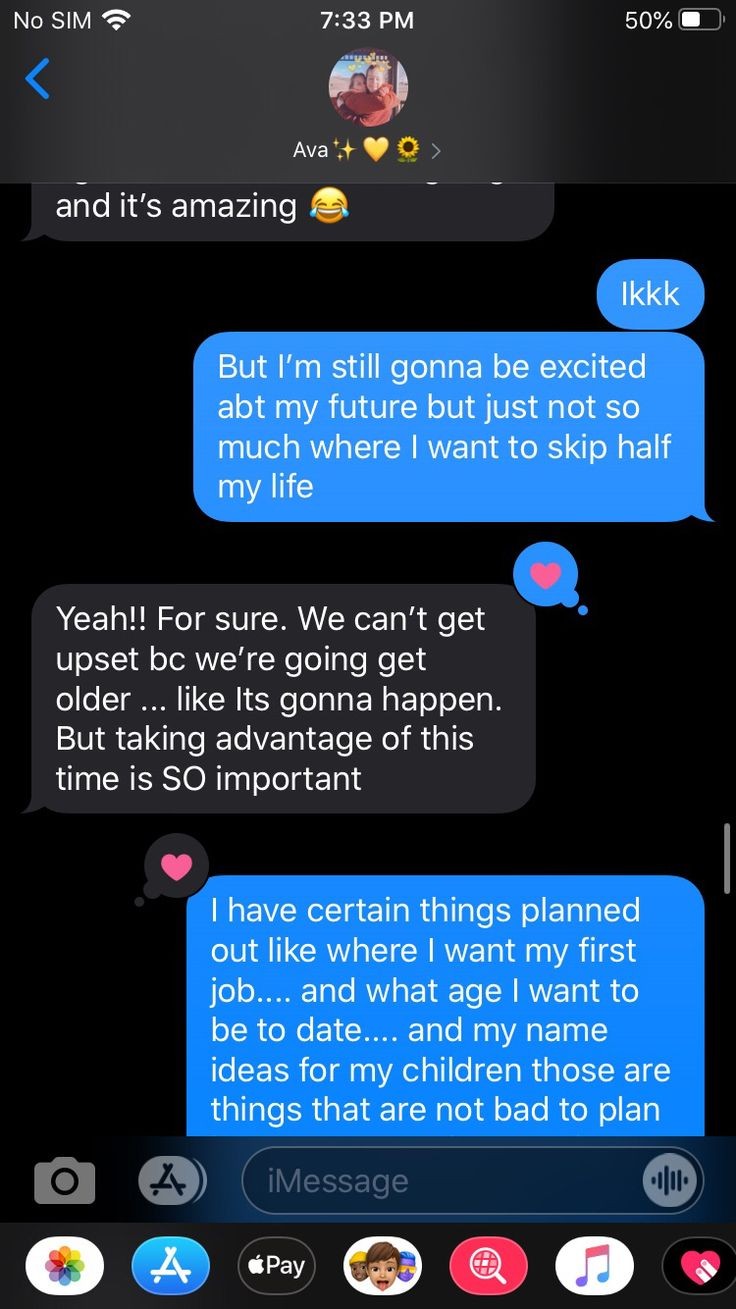 No SIM 7:33 PM 50%
Ava✨💛🌻 >
and it's amazing 😂
Ikkk
But I'm still gonna be excited
abt my future but just not so
much where I want to skip half
my life
Yeah!! For sure. We can't get
upset bc we're going get
older ... like Its gonna happen.
But taking advantage of this
time is SO important
I have certain things planned
out like where I want my first
job.... and what age I want to
be to date.... and my name
ideas for my children those are
things that are not bad to plan
iMessage
Pay